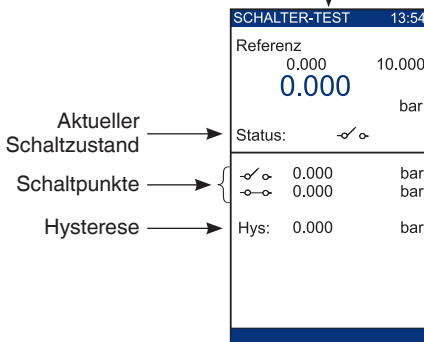 SCHALTER-TEST 13:54
Referenz
0.000 10.000
0.000
bar
Aktueller
Schaltzustand
Status:
Schaltpunkte
0.000 bar
0.000 bar
Hysterese
Hys: 0.000 bar